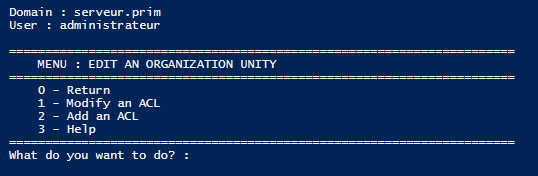 Domain : serveur.prim
User : administrateur
======================================================================
MENU : EDIT AN ORGANIZATION UNITY
======================================================================
0 - Return
1 - Modify an ACL
2 - Add an ACL
3 - Help
======================================================================
What do you want to do? :